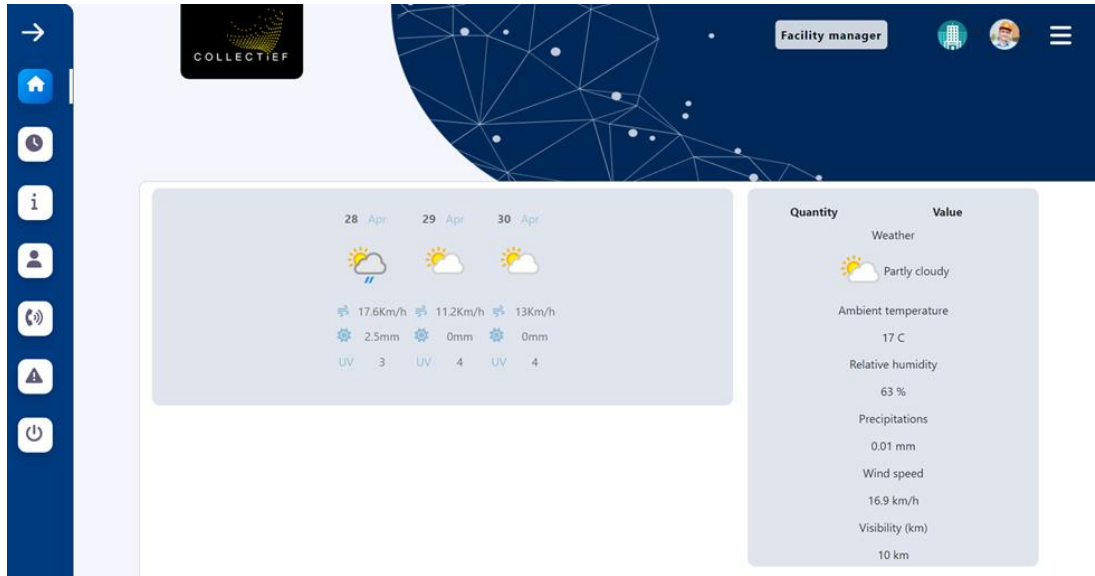 COLLECTiEF
Facility manager
i
28 Apr 29 Apr 30 Apr
17.6Km/h 11.2Km/h 13Km/h
2.5mm 0mm 0mm
UV 3 UV 4 UV 4
Quantity Value
Weather
Partly cloudy
Ambient temperature
17 C
Relative humidity
63 %
Precipitations
0.01 mm
Wind speed
16.9 km/h
Visibility (km)
10 km